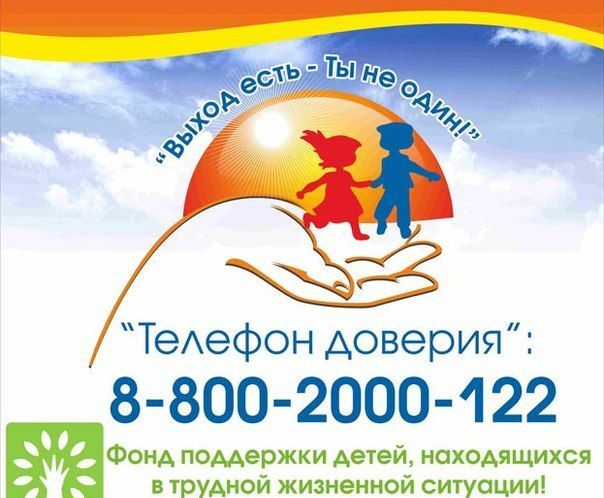 "Выход есть - Ты не один!"
"Телефон доверия":
8-800-2000-122
Фонд поддержки детей, находящихся
в трудной жизненной ситуации!